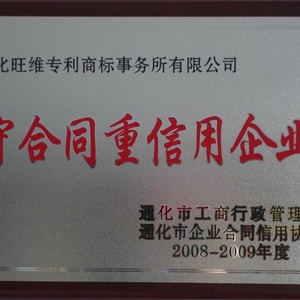 化旺维专利商标事务所有限公司
守合同重信用企业
通化市工商行政管理
通化市企业合同信用协
2008-2009年度